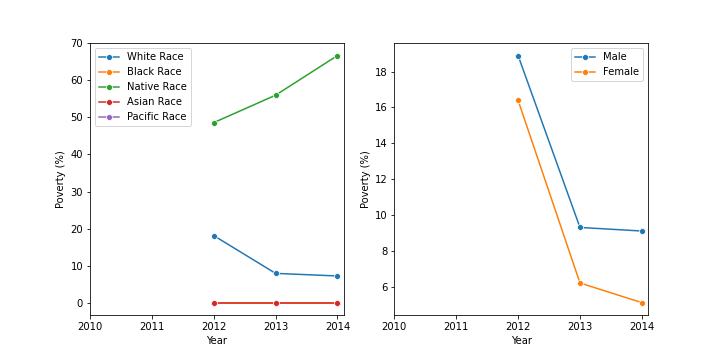 70
60
50
40
30
20
10
0
Poverty (%)
White Race
Black Race
Native Race
Asian Race
Pacific Race
2010 2011 2012 2013 2014
Year
18
16
14
12
10
8
6
Poverty (%)
Male
Female
2010 2011 2012 2013 2014
Year